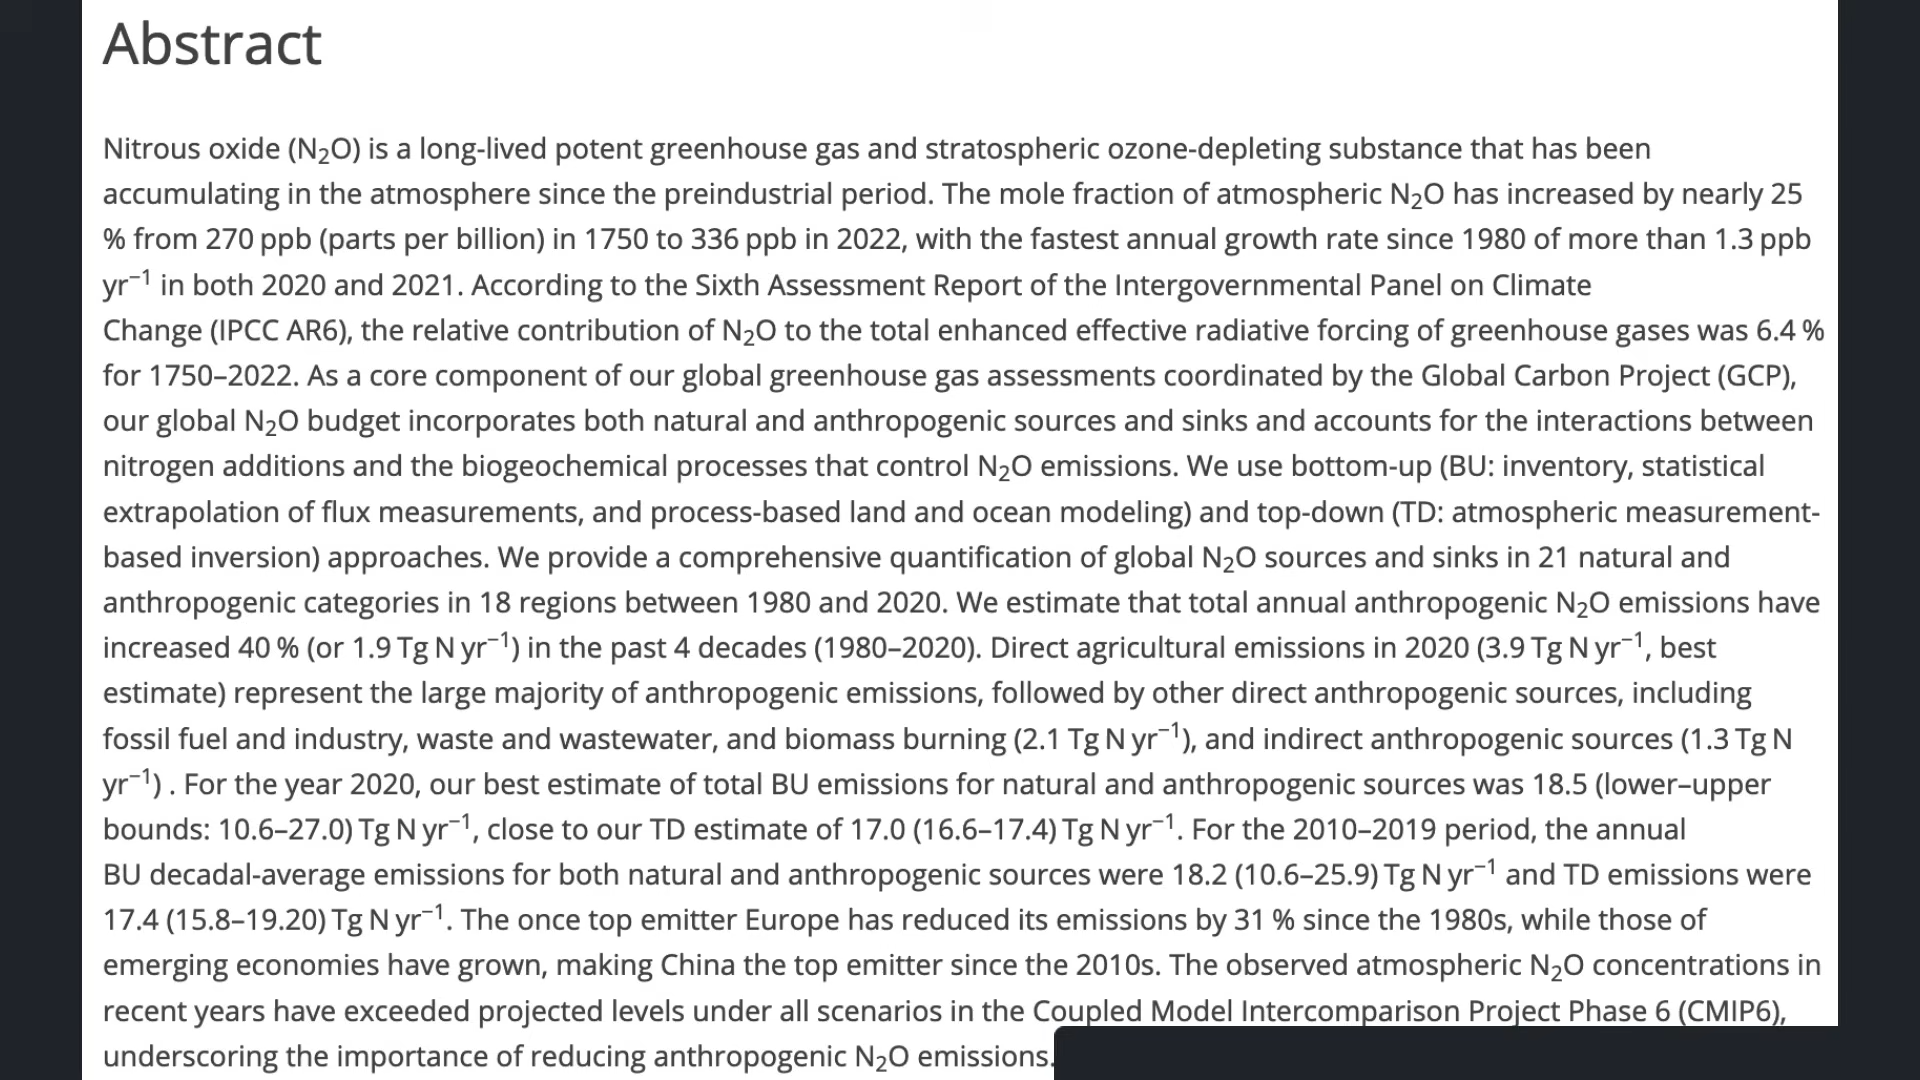 Abstract
Nitrous oxide (N₂O) is a long-lived potent greenhouse gas and stratospheric ozone-depleting substance that has been
accumulating in the atmosphere since the preindustrial period. The mole fraction of atmospheric N₂O has increased by nearly 25
% from 270 ppb (parts per billion) in 1750 to 336 ppb in 2022, with the fastest annual growth rate since 1980 of more than 1.3 ppb
yr⁻¹ in both 2020 and 2021. According to the Sixth Assessment Report of the Intergovernmental Panel on Climate
Change (IPCC AR6), the relative contribution of N₂O to the total enhanced effective radiative forcing of greenhouse gases was 6.4 %
for 1750–2022. As a core component of our global greenhouse gas assessments coordinated by the Global Carbon Project (GCP),
our global N₂O budget incorporates both natural and anthropogenic sources and sinks and accounts for the interactions between
nitrogen additions and the biogeochemical processes that control N₂O emissions. We use bottom-up (BU: inventory, statistical
extrapolation of flux measurements, and process-based land and ocean modeling) and top-down (TD: atmospheric measurement-
based inversion) approaches. We provide a comprehensive quantification of global N₂O sources and sinks in 21 natural and
anthropogenic categories in 18 regions between 1980 and 2020. We estimate that total annual anthropogenic N₂O emissions have
increased 40 % (or 1.9 Tg N yr⁻¹) in the past 4 decades (1980–2020). Direct agricultural emissions in 2020 (3.9 Tg N yr⁻¹, best
estimate) represent the large majority of anthropogenic emissions, followed by other direct anthropogenic sources, including
fossil fuel and industry, waste and wastewater, and biomass burning (2.1 Tg N yr⁻¹), and indirect anthropogenic sources (1.3 Tg N
yr⁻¹) . For the year 2020, our best estimate of total BU emissions for natural and anthropogenic sources was 18.5 (lower–upper
bounds: 10.6–27.0) Tg N yr⁻¹, close to our TD estimate of 17.0 (16.6–17.4) Tg N yr⁻¹. For the 2010–2019 period, the annual
BU decadal-average emissions for both natural and anthropogenic sources were 18.2 (10.6–25.9) Tg N yr⁻¹ and TD emissions were
17.4 (15.8–19.20) Tg N yr⁻¹. The once top emitter Europe has reduced its emissions by 31 % since the 1980s, while those of
emerging economies have grown, making China the top emitter since the 2010s. The observed atmospheric N₂O concentrations in
recent years have exceeded projected levels under all scenarios in the Coupled Model Intercomparison Project Phase 6 (CMIP6),
underscoring the importance of reducing anthropogenic N₂O emissions.